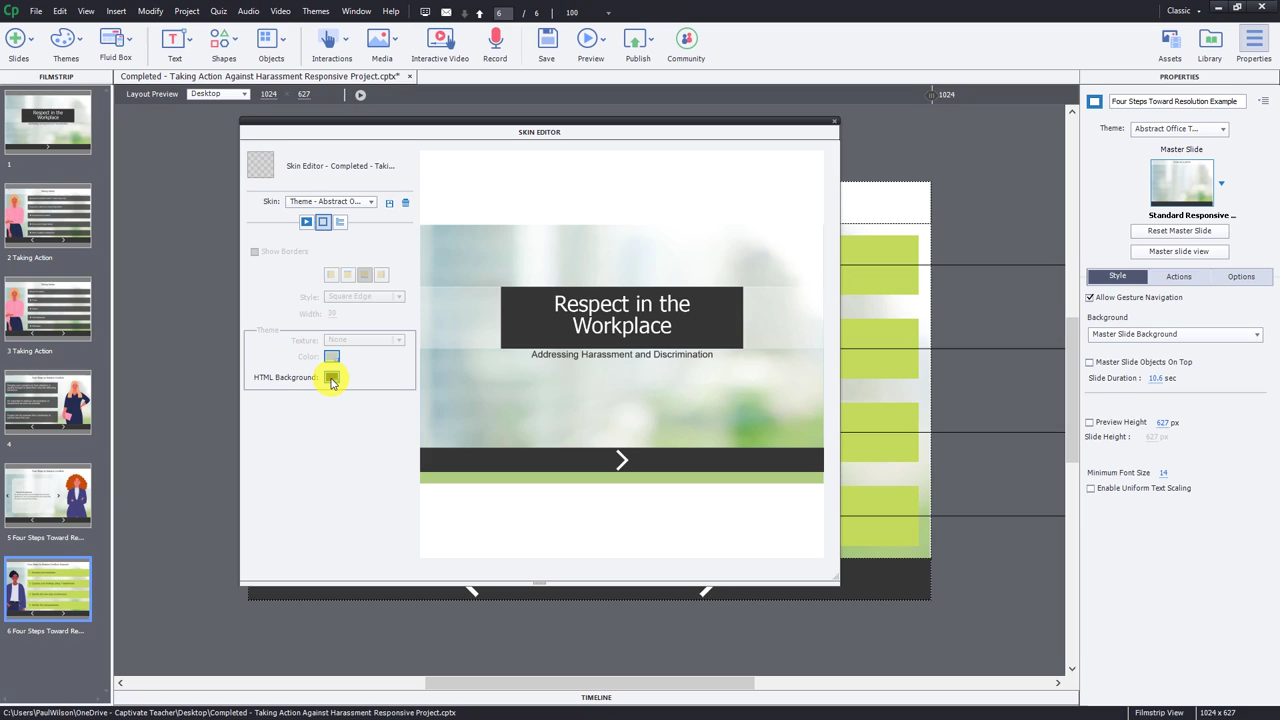 Cp File Edit View Insert Modify Project Quiz Audio Video Themes Window Help 6 / 6 100 Classic
Slides Themes Fluid Box Text Shapes Objects Interactions Media Interactive Video Record Save Preview Publish Community Assets Library Properties
FILMSTRIP
Completed - Taking Action Against Harassment Responsive Project.cptx*
PROPERTIES
Layout Preview Desktop 1024 627 1024
Respect in the
Workplace
1
2 Taking Action
3 Taking Action
4
5 Four Steps Toward Re...
6 Four Steps Toward Re...
SKIN EDITOR
Skin Editor - Completed - Taki...
Skin: Theme - Abstract O...
Show Borders
Style: Square Edge
Width: 30
Theme
Texture: None
Color:
HTML Background:
Respect in the
Workplace
Addressing Harassment and Discrimination
Four Steps Toward Resolution Example
Theme: Abstract Office T...
Master Slide
Standard Responsive ...
Reset Master Slide
Master slide view
Style Actions Options
Allow Gesture Navigation
Background
Master Slide Background
Master Slide Objects On Top
Slide Duration: 10.6 sec
Preview Height 627 px
Slide Height: 627 px
Minimum Font Size 14
Enable Uniform Text Scaling
TIMELINE
C:\Users\PaulWilson\OneDrive - Captivate Teacher\Desktop\Completed - Taking Action Against Harassment Responsive Project.cptx
Filmstrip View 1024 x 627